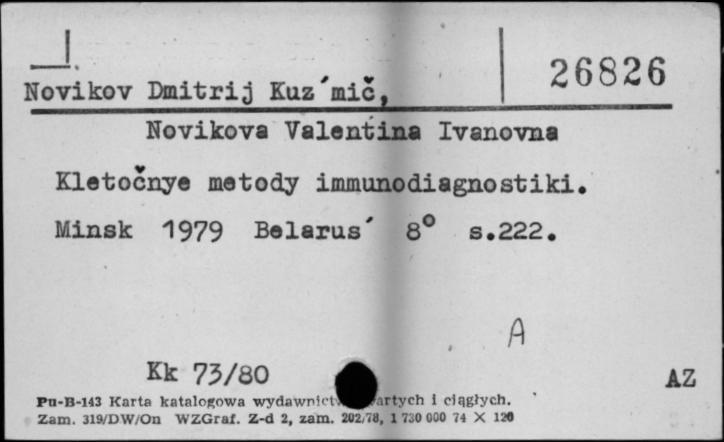 26826
Novikov Dmitrij Kuz´mič,
Novikova Valentina Ivanovna
Kletočnye metody immunodiagnostiki.
Minsk 1979 Belarus´ 8° s.222.
A
Kk 73/80
AZ
Pu-B-143 Karta katalogowa wydawnict artych i ciągłych.
Zam. 319/DW/On WZGraf. Z-d 2, zam. 202/78, 1 730 000 74 X 120